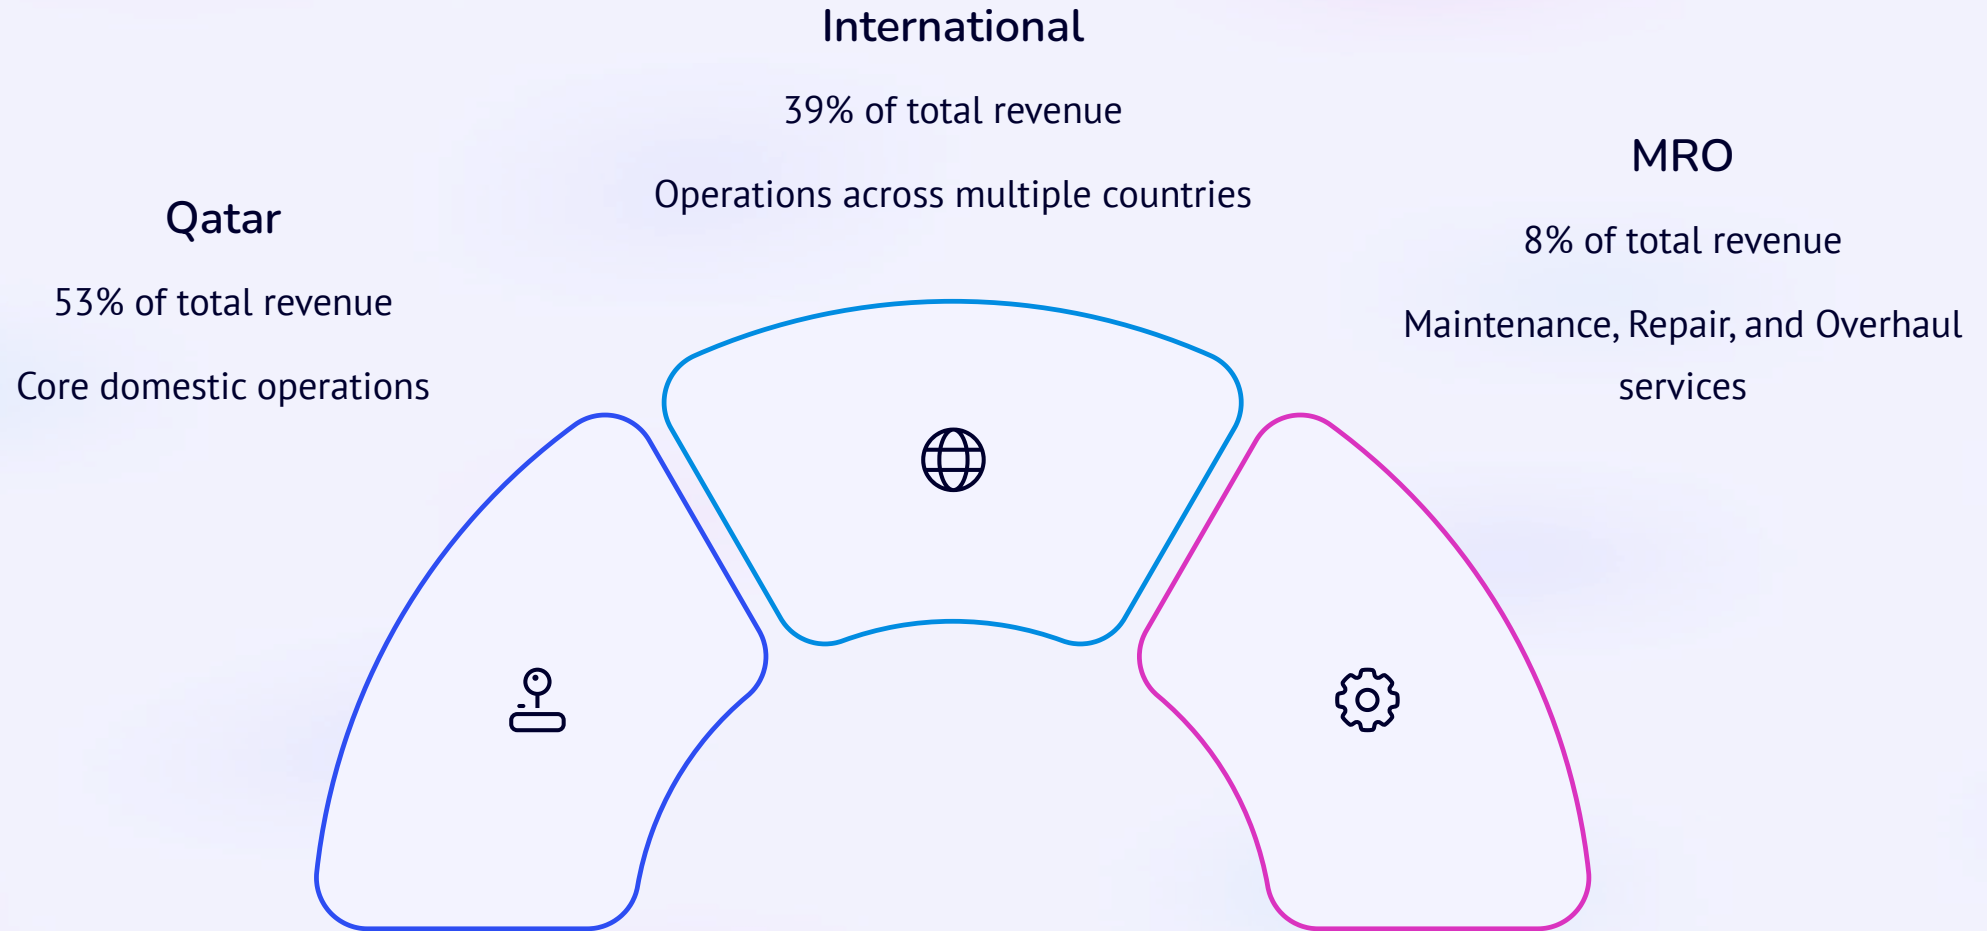 Qatar
53% of total revenue
Core domestic operations
International
39% of total revenue
Operations across multiple countries
MRO
8% of total revenue
Maintenance, Repair, and Overhaul
services